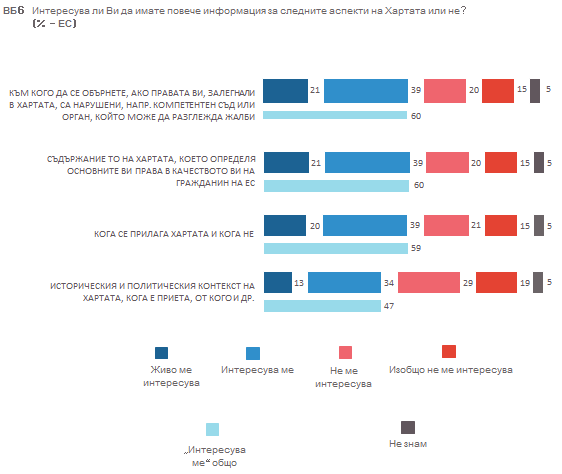 ВБ6 Интересува ли Ви да имате повече информация за следните аспекти на Хартата или не?
(% – ЕС)
КЪМ КОГО ДА СЕ ОБЪРНЕТЕ, АКО ПРАВАТА ВИ, ЗАЛЕГНАЛИ
В ХАРТАТА, СА НАРУШЕНИ, НАПР. КОМПЕТЕНТЕН СЪД ИЛИ
ОРГАН, КОЙТО МОЖЕ ДА РАЗГЛЕЖДА ЖАЛБИ
21 39 20 15 5
60
СЪДЪРЖАНИЕ ТО НА ХАРТАТА, КОЕТО ОПРЕДЕЛЯ
ОСНОВНИТЕ ВИ ПРАВА В КАЧЕСТВОТО ВИ НА
ГРАЖДАНИН НА ЕС
21 39 20 15 5
60
КОГА СЕ ПРИЛАГА ХАРТАТА И КОГА НЕ
20 39 21 15 5
59
ИСТОРИЧЕСКИЯ И ПОЛИТИЧЕСКИЯ КОНТЕКСТ НА
ХАРТАТА, КОГА Е ПРИЕТА, ОТ КОГО И ДР.
13 34 29 19 5
47
Живо ме
интересува
Интересува ме
Не ме
интересува
Изобщо не ме интересува
„Интересува
ме“ общо
Не знам